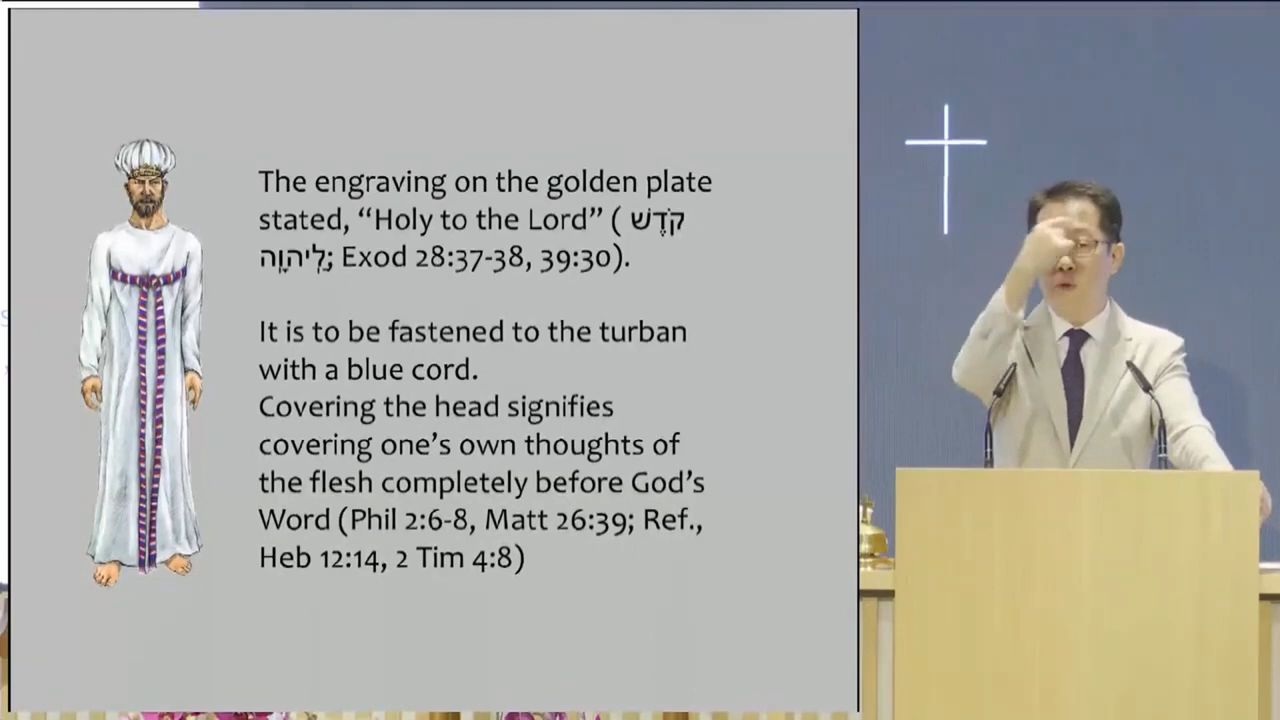 The engraving on the golden plate
stated, “Holy to the Lord” ( קֹדֶשׁ
לַיהוָה; Exod 28:37-38, 39:30).
It is to be fastened to the turban
with a blue cord.
Covering the head signifies
covering one’s own thoughts of
the flesh completely before God’s
Word (Phil 2:6-8, Matt 26:39; Ref.,
Heb 12:14, 2 Tim 4:8)